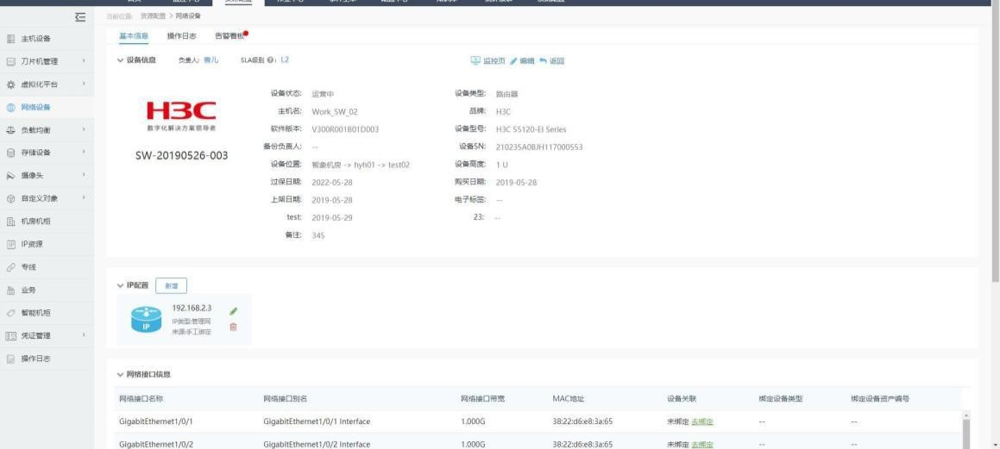 当前位置: 资源配置 > 网络设备
主机设备
刀片机管理
虚拟化平台
网络设备
负载均衡
存储设备
摄像头
自定义对象
机房机柜
IP资源
专线
业务
智能机柜
凭证管理
操作日志
基本信息 操作日志 告警看板
设备信息 负责人: SLA级别 : L2 监控页 编辑 返回
H3C
数字化解决方案领导者
SW-20190526-003
设备状态: 运营中 设备类型: 路由器
主机名: Work_SW_02 品牌: H3C
软件版本: V300R001B01D003 设备型号: H3C S5120-EI Series
备份负责人: -- 设备SN: 210235A0BJH117000553
设备位置: 智象机房 -> hyh01 -> test02 设备高度: 1 U
过保日期: 2022-05-28 购买日期: 2019-05-28
上架日期: 2019-05-28 电子标签: --
test: 2019-05-29 23: --
备注: 345
IP配置 新增
192.168.2.3
IP类型:管理网
来源:手工绑定
IP
网络接口信息
网络接口名称 网络接口别名 网络接口带宽 MAC地址 设备关联 绑定设备类型 绑定设备资产编号
GigabitEthernet1/0/1 GigabitEthernet1/0/1 Interface 1.000G 38:22:d6:e8:3a:65 未绑定 去绑定 -- --
GigabitEthernet1/0/2 GigabitEthernet1/0/2 Interface 1.000G 38:22:d6:e8:3a:65 未绑定 去绑定 -- --